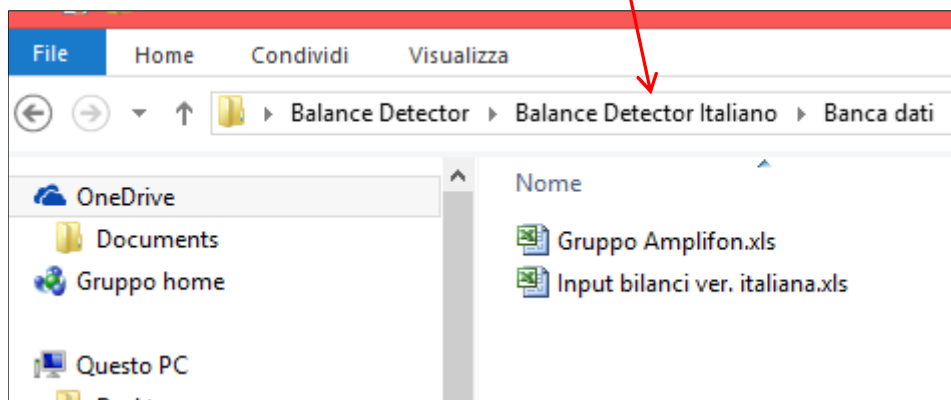 File Home Condividi Visualizza
Balance Detector Balance Detector Italiano Banca dati
OneDrive
Documents
Gruppo home
Questo PC
Nome
Gruppo Amplifon.xls
Input bilanci ver. italiana.xls